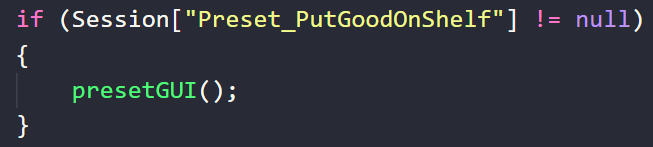 if (Session["Preset_PutGoodOnShelf"] != null)
{
    presetGUI();
}